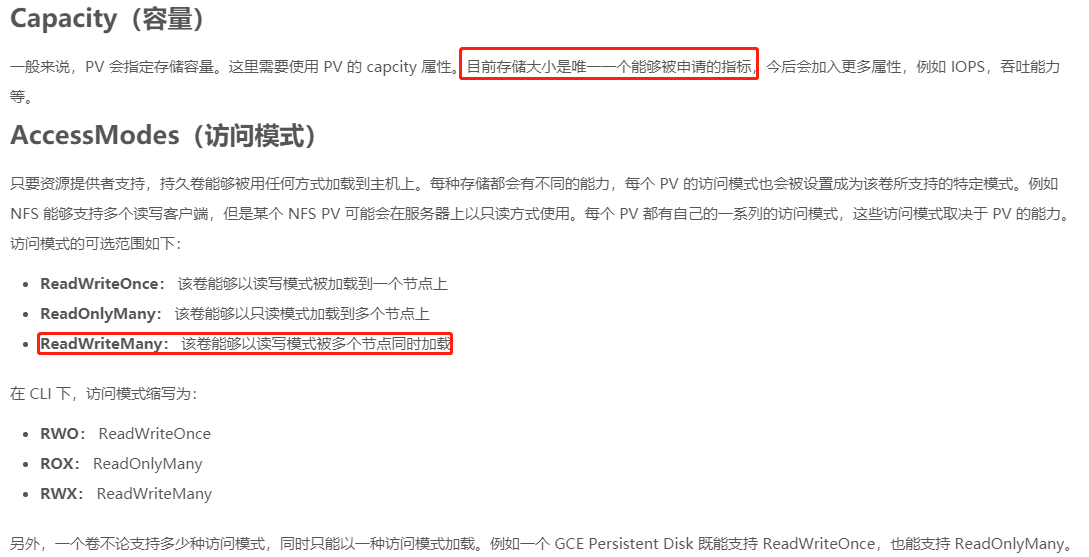 Capacity（容量）
一般来说，PV 会指定存储容量。这里需要使用 PV 的 capcity 属性。目前存储大小是唯一一个能够被申请的指标，今后会加入更多属性，例如 IOPS，吞吐能力
等。
AccessModes（访问模式）
只要资源提供者支持，持久卷能够被用任何方式加载到主机上。每种存储都会有不同的能力，每个 PV 的访问模式也会被设置成为该卷所支持的特定模式。例如
NFS 能够支持多个读写客户端，但是某个 NFS PV 可能会在服务器上以只读方式使用。每个 PV 都有自己的一系列的访问模式，这些访问模式取决于 PV 的能力。
访问模式的可选范围如下：
• ReadWriteOnce： 该卷能够以读写模式被加载到一个节点上
• ReadOnlyMany： 该卷能够以只读模式加载到多个节点上
• ReadWriteMany： 该卷能够以读写模式被多个节点同时加载
在 CLI 下，访问模式缩写为：
• RWO： ReadWriteOnce
• ROX： ReadOnlyMany
• RWX： ReadWriteMany
另外，一个卷不论支持多少种访问模式，同时只能以一种访问模式加载。例如一个 GCE Persistent Disk 既能支持 ReadWriteOnce，也能支持 ReadOnlyMany。